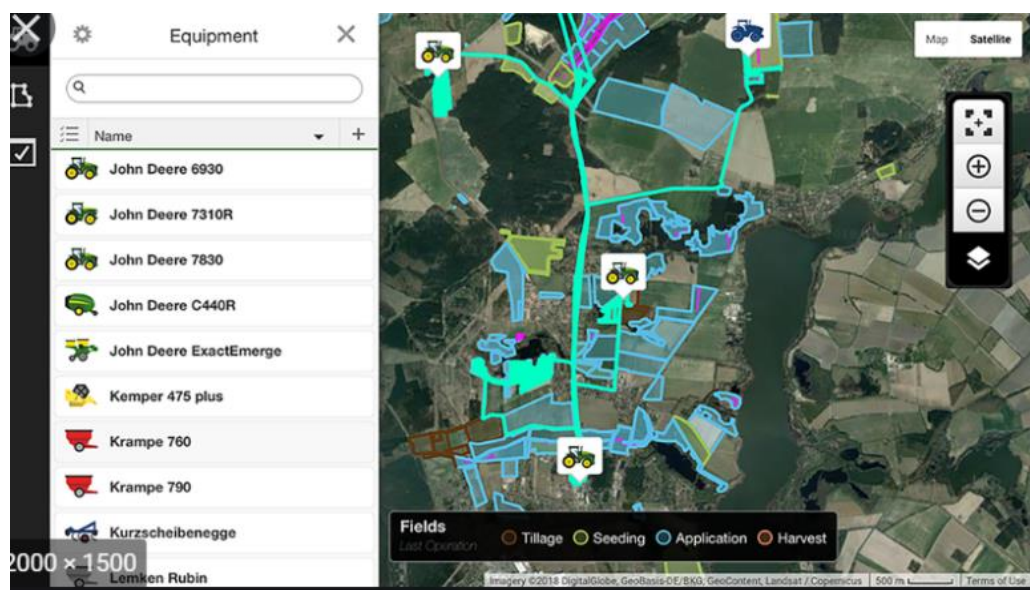 Equipment
Name
John Deere 6930
John Deere 7310R
John Deere 7830
John Deere C440R
John Deere ExactEmerge
Kemper 475 plus
Krampe 760
Krampe 790
Kurzscheibenegge
Lemken Rubin
2000 × 1500
Map Satellite
Fields
Last Operation
Tillage Seeding Application Harvest
Imagery ©2018 DigitalGlobe, GeoBasis-DE/BKG, GeoContent, Landsat / Copernicus 500 m Terms of Use